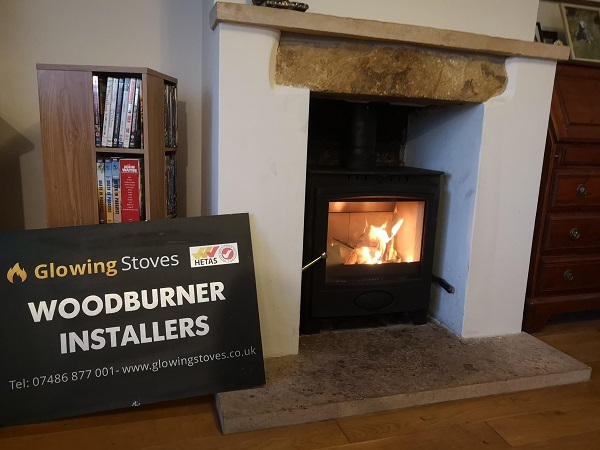 Glowing Stoves
HETAS
WOODBURNER
INSTALLERS
Tel: 07486 877 001- www.glowingstoves.co.uk